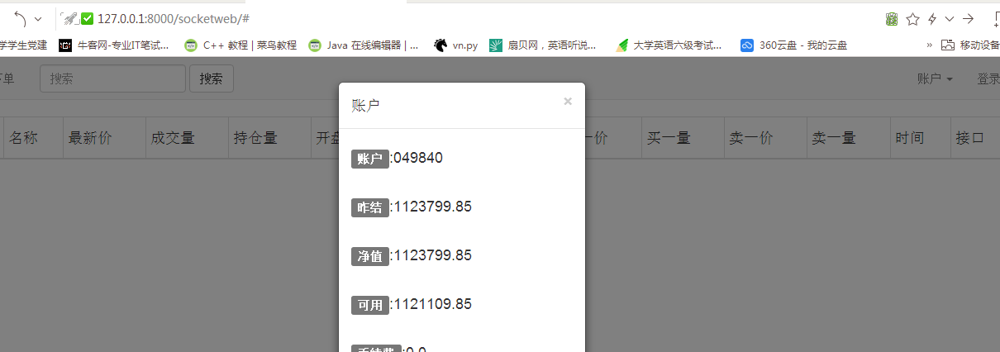 127.0.0.1:8000/socketweb/#
学学生党建 牛客网-专业IT笔试... C++ 教程 | 菜鸟教程 Java 在线编辑器 | ... vn.py 扇贝网，英语听说... 大学英语六级考试... 360云盘 - 我的云盘 » 移动设备
下单 搜索 搜索 账户 登录
账户 ×
名称 最新价 成交量 持仓量 开盘 一价 买一量 卖一价 卖一量 时间 接口
账户:049840
昨结:1123799.85
净值:1123799.85
可用:1121109.85
手续费:0.0